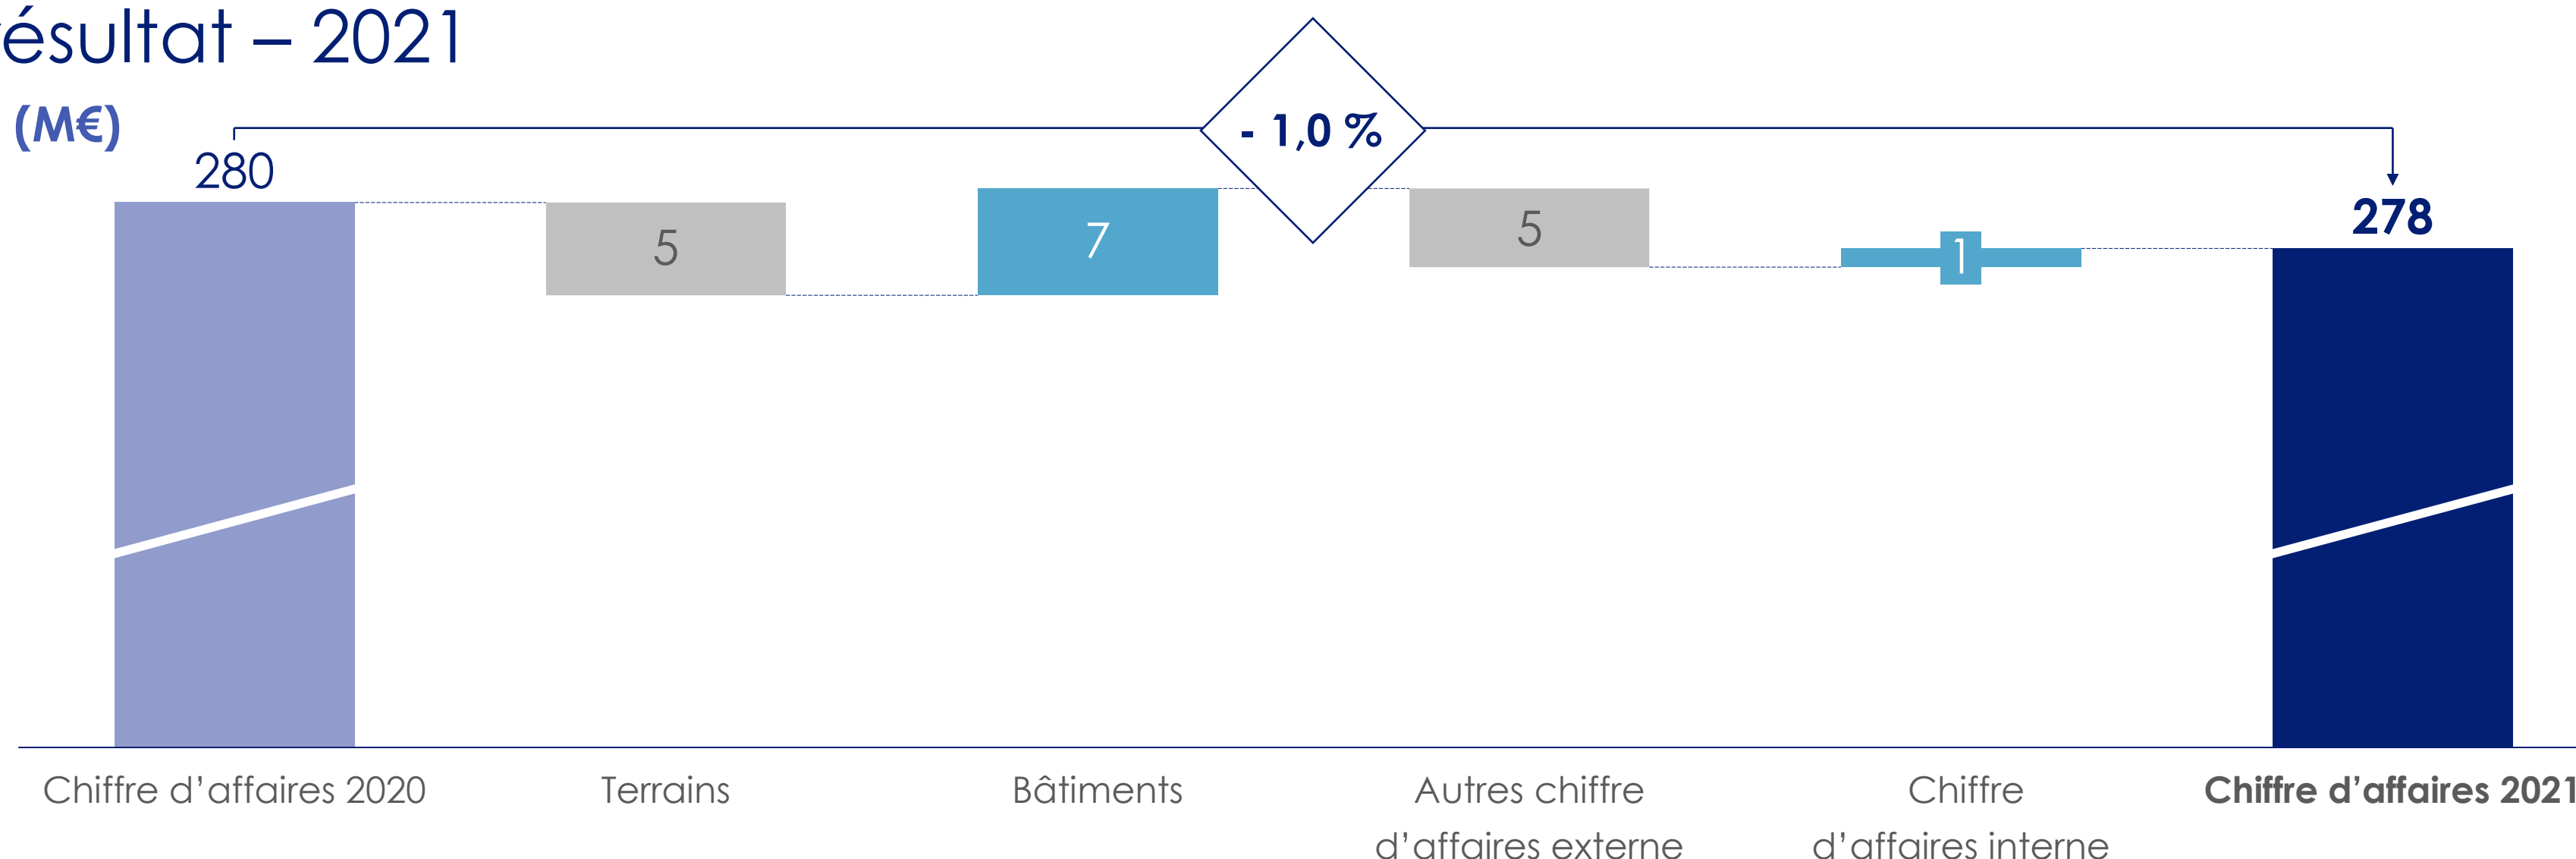 résultat – 2021
(M€)
- 1,0 %
280
278
5
7
5
1
Chiffre d’affaires 2020
Terrains
Bâtiments
Autres chiffre
d’affaires externe
Chiffre
d’affaires interne
Chiffre d’affaires 2021